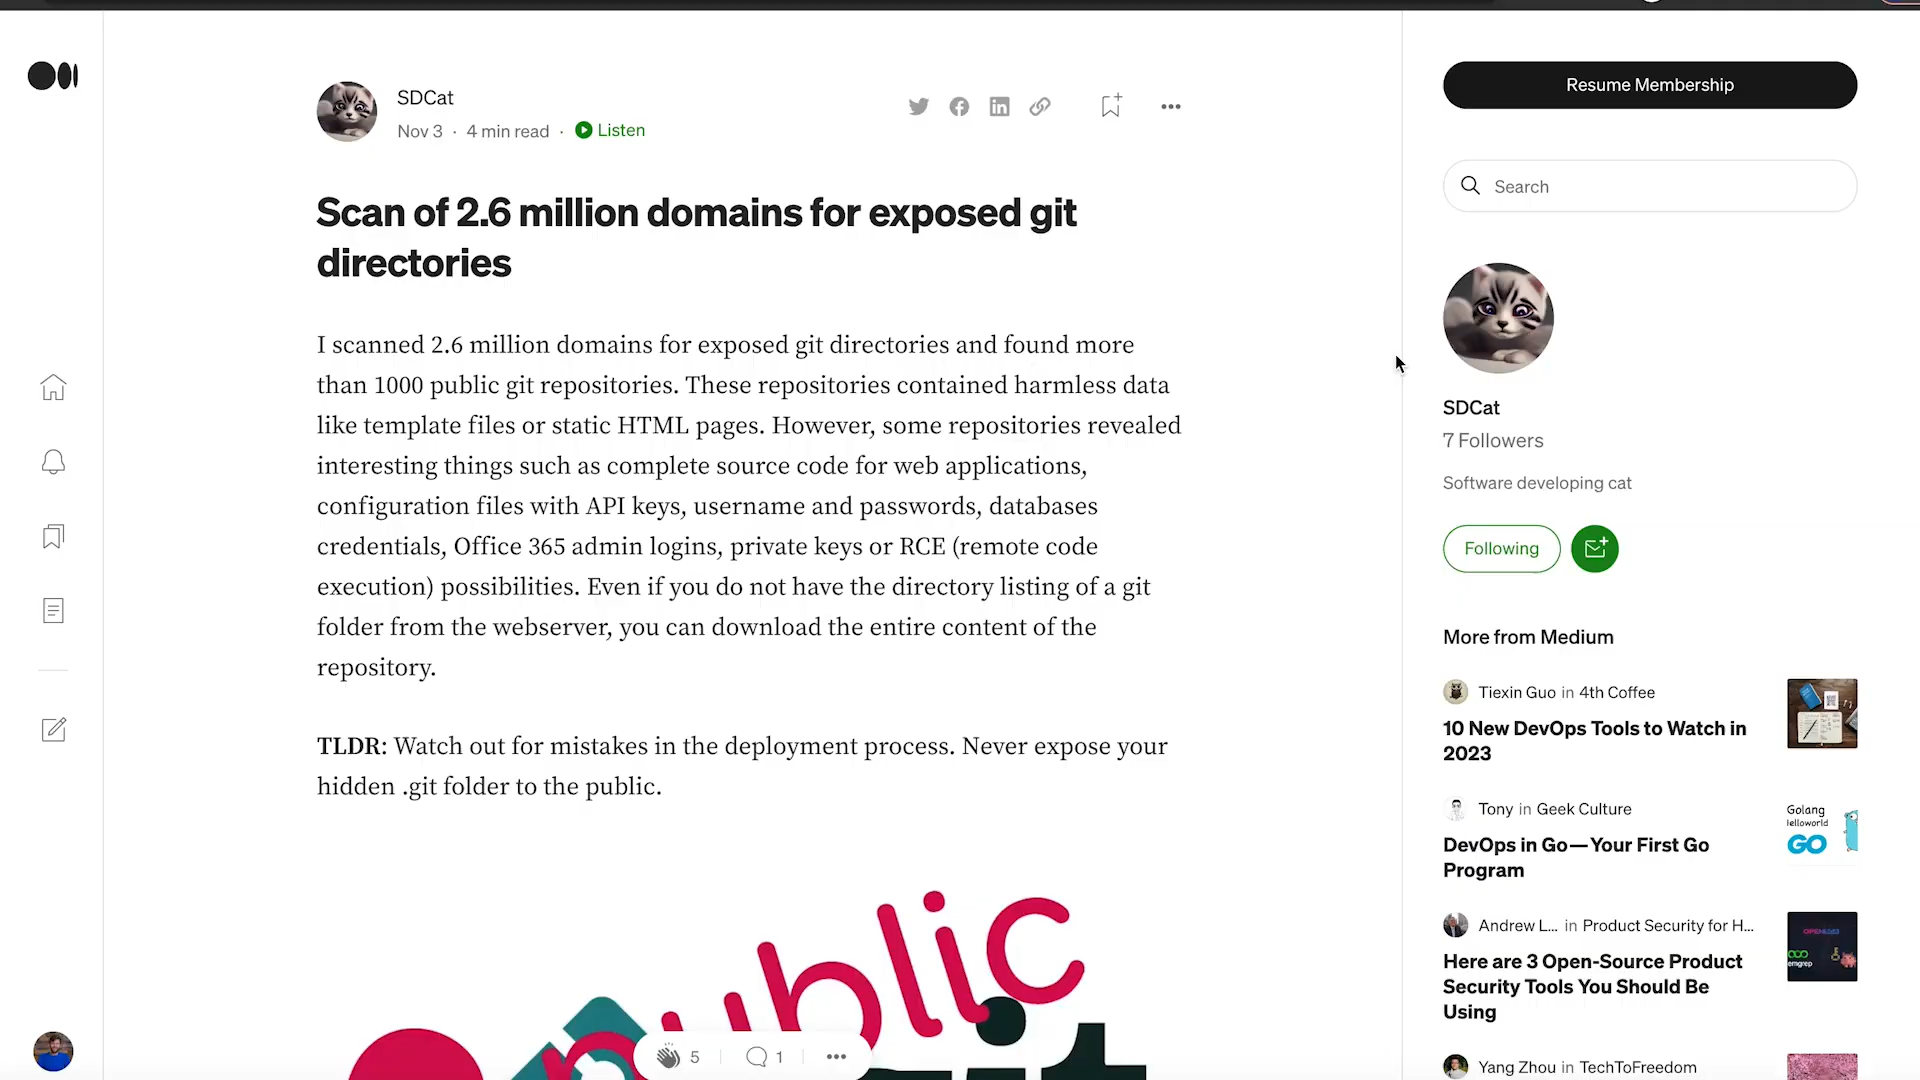 SDCat
Nov 3 · 4 min read · Listen
Scan of 2.6 million domains for exposed git
directories
I scanned 2.6 million domains for exposed git directories and found more
than 1000 public git repositories. These repositories contained harmless data
like template files or static HTML pages. However, some repositories revealed
interesting things such as complete source code for web applications,
configuration files with API keys, username and passwords, databases
credentials, Office 365 admin logins, private keys or RCE (remote code
execution) possibilities. Even if you do not have the directory listing of a git
folder from the webserver, you can download the entire content of the
repository.
TLDR: Watch out for mistakes in the deployment process. Never expose your
hidden .git folder to the public.
public
git
5
1
Resume Membership
Search
SDCat
7 Followers
Software developing cat
Following
More from Medium
Tiexin Guo in 4th Coffee
10 New DevOps Tools to Watch in
2023
Tony in Geek Culture
DevOps in Go—Your First Go
Program
Golang
GO
Andrew L... in Product Security for H...
Here are 3 Open-Source Product
Security Tools You Should Be
Using
emgrep
Yang Zhou in TechToFreedom